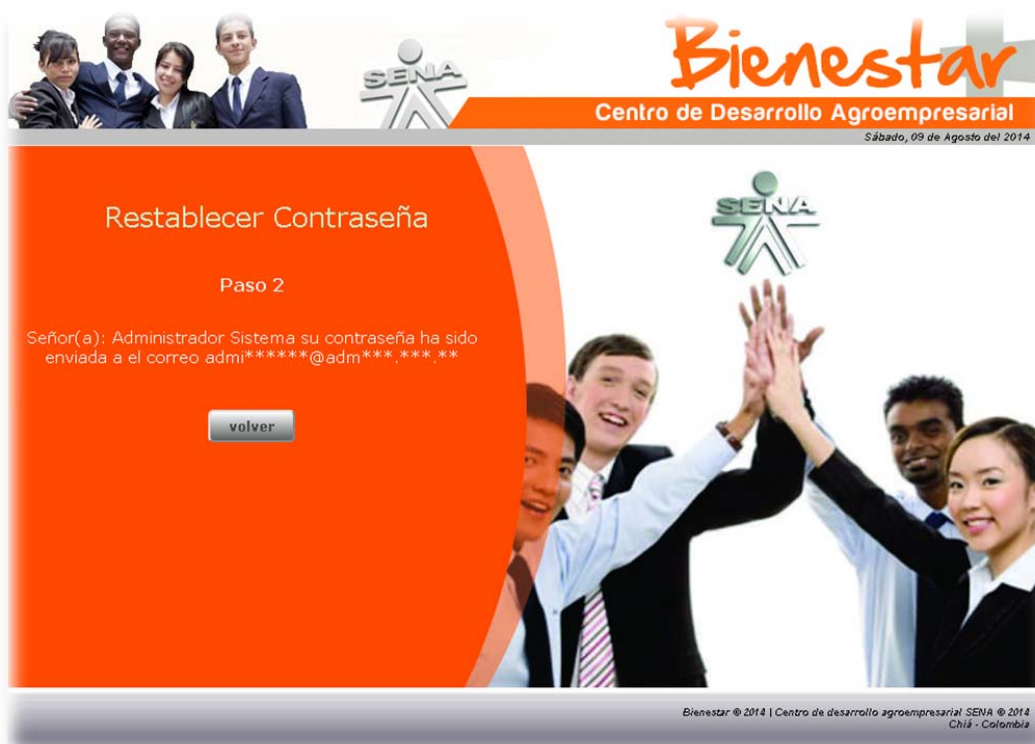 SENA
Bienestar
Centro de Desarrollo Agroempresarial
Sábado, 09 de Agosto del 2014
SENA
Restablecer Contraseña
Paso 2
Señor(a): Administrador Sistema su contraseña ha sido
enviada a el correo admi******@adm***.***.**
volver
Bienestar © 2014 | Centro de desarrollo agroempresarial SENA © 2014
Chiá - Colombia